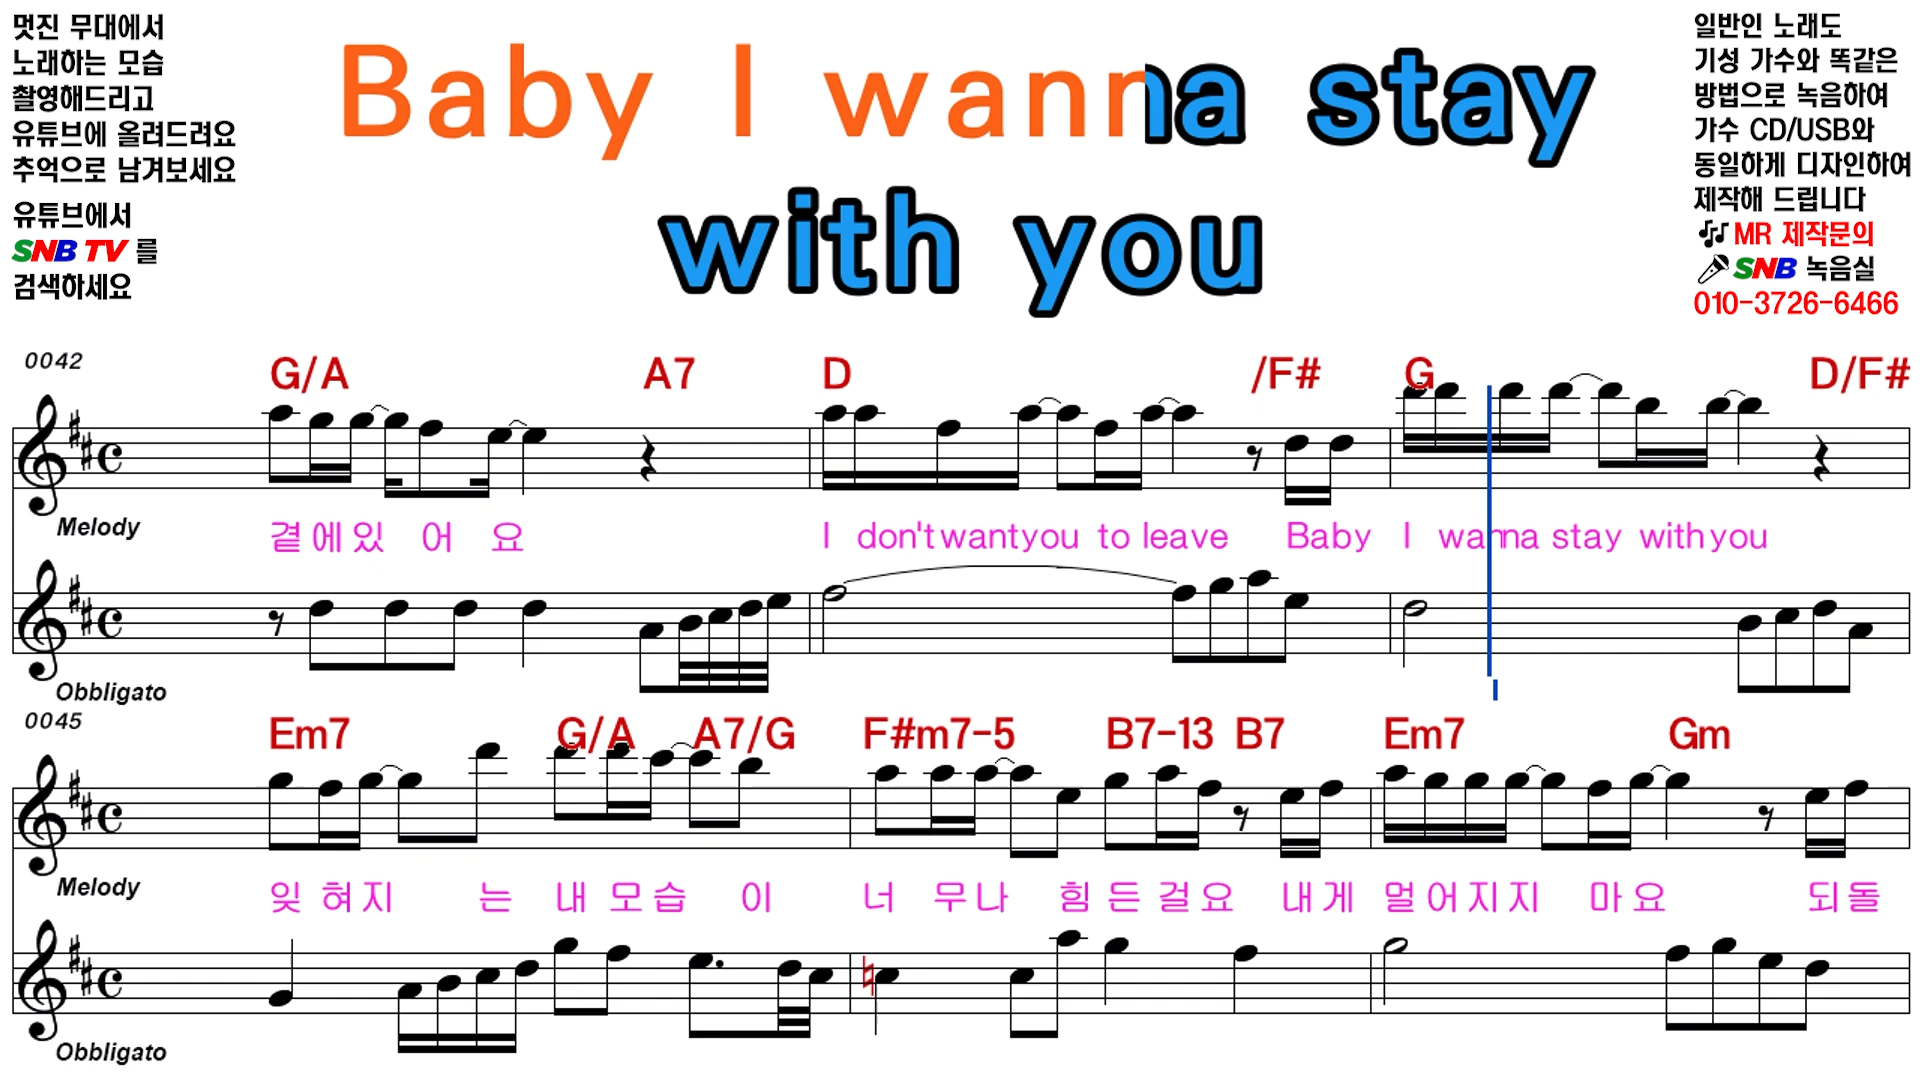 멋진 무대에서
노래하는 모습
촬영해드리고
유튜브에 올려드려요
추억으로 남겨보세요
유튜브에서
SNB TV 를
검색하세요
Baby I wanna stay
with you
일반인 노래도
기성 가수와 똑같은
방법으로 녹음하여
가수 CD/USB와
동일하게 디자인하여
제작해 드립니다
MR 제작문의
SNB 녹음실
010-3726-6466
0042
G/A A7 D /F# G D/F#
Melody
곁에있 어 요 I don't want you to leave Baby I wanna stay with you
Obbligato
0045
Em7 G/A A7/G F#m7-5 B7-13 B7 Em7 Gm
Melody
잊 혀지 는 내 모습 이 너 무나 힘 든 걸요 내게 멀어지지 마요 되돌
Obbligato